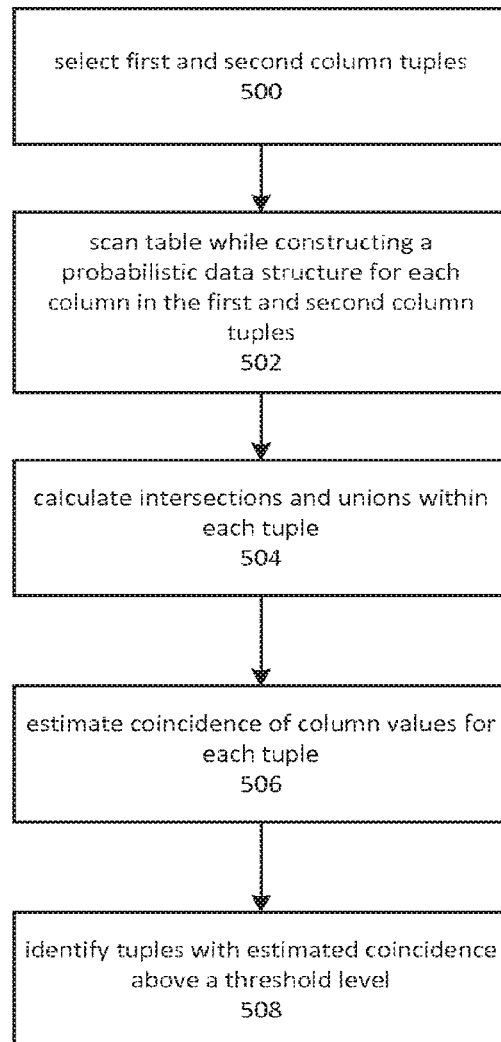 select first and second column tuples
500
scan table while constructing a
probabilistic data structure for each
column in the first and second column
tuples
502
calculate intersections and unions within
each tuple
504
estimate coincidence of column values for
each tuple
506
identify tuples with estimated coincidence
above a threshold level
508